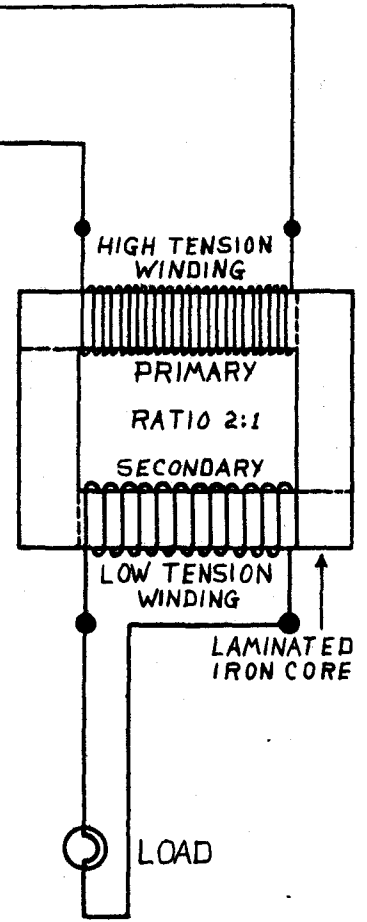 HIGH TENSION
WINDING
PRIMARY
RATIO 2:1
SECONDARY
LOW TENSION
WINDING
LAMINATED
IRON CORE
LOAD